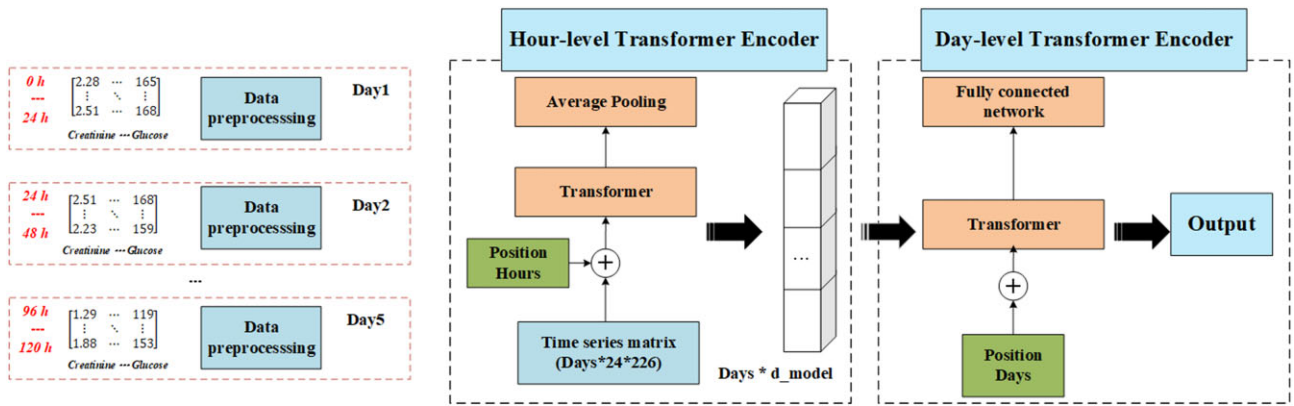 0 h
---
24 h
2.28 ... 165
⋮ ⋱ ⋮
2.51 ... 168
Creatinine ... Glucose
Data
preprocesssing
Day1
24 h
---
48 h
2.51 ... 168
⋮ ⋱ ⋮
2.23 ... 159
Creatinine ... Glucose
Data
preprocesssing
Day2
...
96 h
---
120 h
1.29 ... 119
⋮ ⋱ ⋮
1.88 ... 153
Creatinine ... Glucose
Data
preprocesssing
Day5
Hour-level Transformer Encoder
Average Pooling
Transformer
Position
Hours
+
Time series matrix
(Days*24*226)
...
Days * d_model
Day-level Transformer Encoder
Fully connected
network
Transformer
+
Position
Days
Output